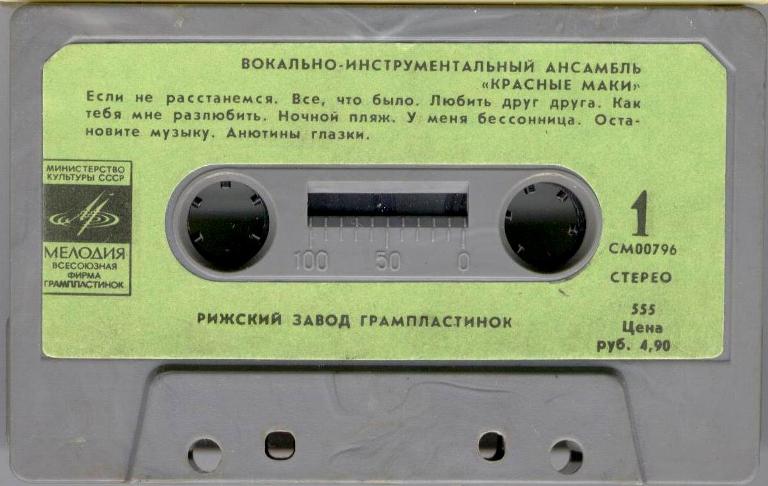 ВОКАЛЬНО-ИНСТРУМЕНТАЛЬНЫЙ АНСАМБЛЬ
«КРАСНЫЕ МАКИ»
Если не расстанемся. Все, что было. Любить друг друга. Как
тебя мне разлюбить. Ночной пляж. У меня бессонница. Оста-
новите музыку. Анютины глазки.
МИНИСТЕРСТВО
КУЛЬТУРЫ СССР
МЕЛОДИЯ
ВСЕСОЮЗНАЯ
ФИРМА
ГРАМПЛАСТИНОК
100 50 0
1
СМ00796
СТЕРЕО
РИЖСКИЙ ЗАВОД ГРАМПЛАСТИНОК
555
Цена
руб. 4,90